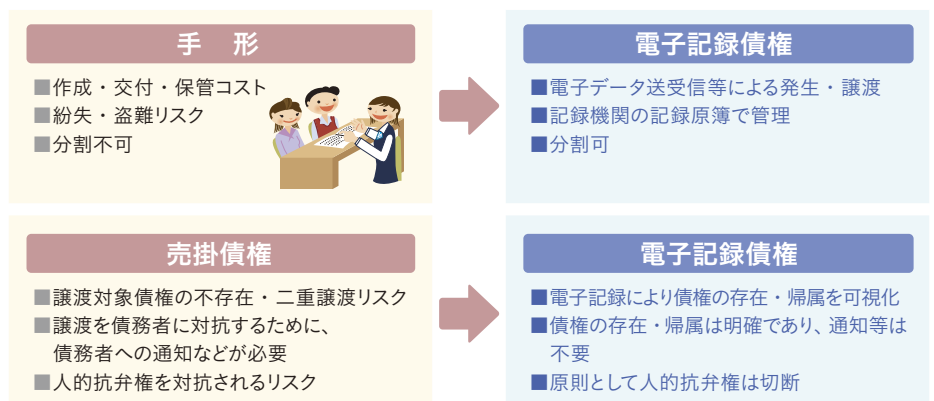 手　形
■作成・交付・保管コスト
■紛失・盗難リスク
■分割不可
電子記録債権
■電子データ送受信等による発生・譲渡
■記録機関の記録原簿で管理
■分割可
売掛債権
■譲渡対象債権の不存在・二重譲渡リスク
■譲渡を債務者に対抗するために、
債務者への通知などが必要
■人的抗弁権を対抗されるリスク
電子記録債権
■電子記録により債権の存在・帰属を可視化
■債権の存在・帰属は明確であり、通知等は
不要
■原則として人的抗弁権は切断